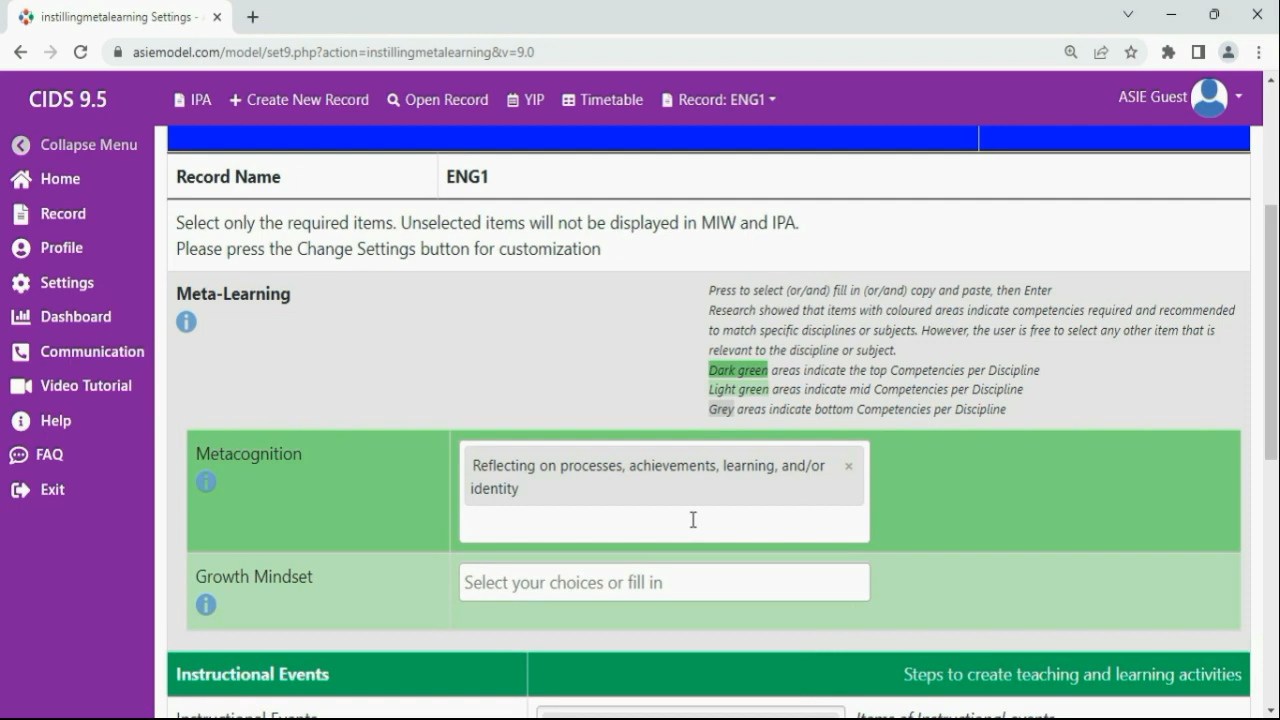 instillingmetalearning Settings -
asiemodel.com/model/set9.php?action=instillingmetalearning&v=9.0
CIDS 9.5
IPA
Create New Record
Open Record
YIP
Timetable
Record: ENG1
ASIE Guest
Collapse Menu
Home
Record
Profile
Settings
Dashboard
Communication
Video Tutorial
Help
FAQ
Exit
Record Name
ENG1
Select only the required items. Unselected items will not be displayed in MIW and IPA.
Please press the Change Settings button for customization
Meta-Learning
Press to select (or/and) fill in (or/and) copy and paste, then Enter
Research showed that items with coloured areas indicate competencies required and recommended
to match specific disciplines or subjects. However, the user is free to select any other item that is
relevant to the discipline or subject.
Dark green areas indicate the top Competencies per Discipline
Light green areas indicate mid Competencies per Discipline
Grey areas indicate bottom Competencies per Discipline
Metacognition
Reflecting on processes, achievements, learning, and/or ×
identity
Growth Mindset
Select your choices or fill in
Instructional Events
Steps to create teaching and learning activities
Instructional Events
Items of Instructional events